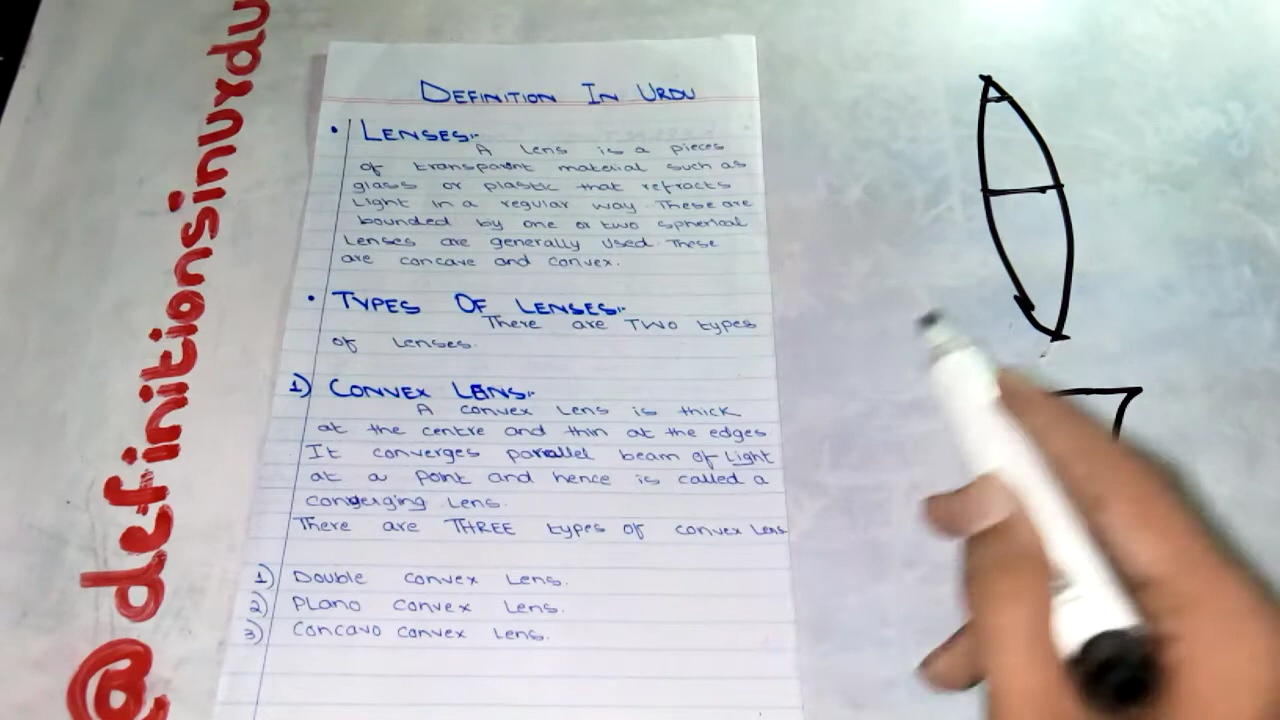 @definitionsinurdu
DEFINITION IN URDU
• LENSES:-
A lens is a pieces
of transparent material such as
glass or plastic that refracts
Light in a regular way These are
bounded by one or two spherical
Lenses are generally used These
are concave and convex.
• TYPES OF LENSES:-
There are TWO types
of Lenses.
1) CONVEX LENS:-
A convex Lens is thick
at the centre and thin at the edges
It converges parallel beam of Light
at a point and hence is called a
converging Lens.
There are THREE types of convex Lens
1) Double convex Lens.
2) Plano convex Lens.
3) Concavo convex Lens.